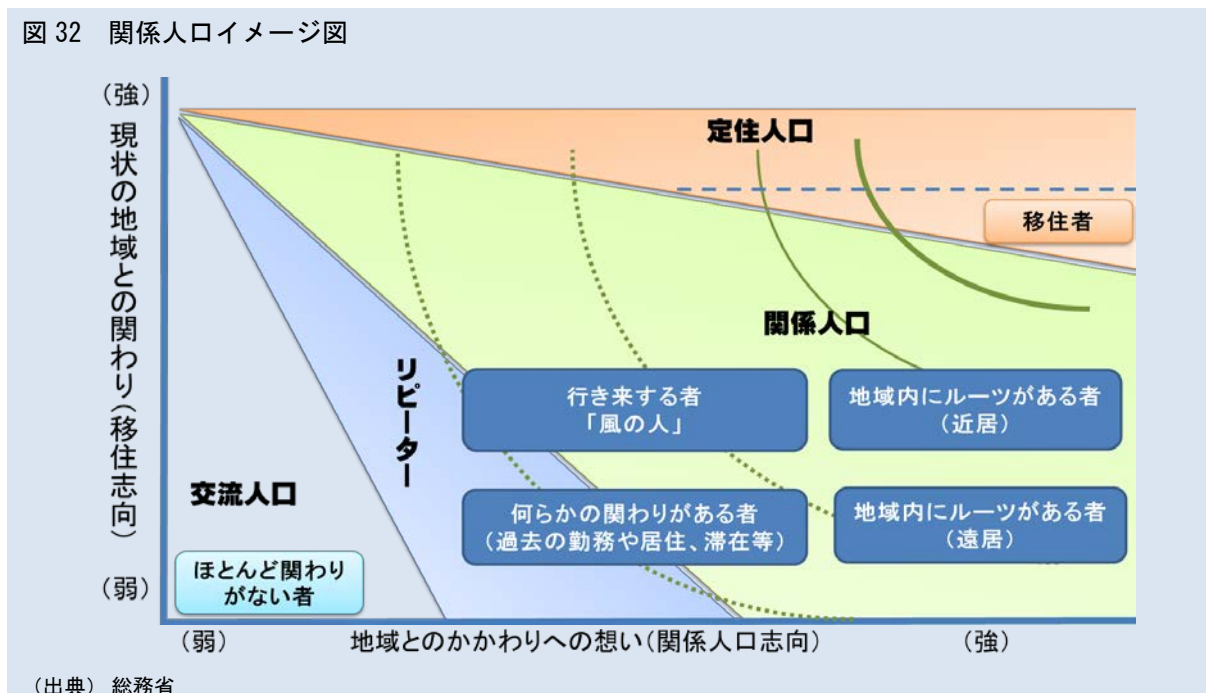 図 32　関係人口イメージ図
（強）
現状の地域との関わり（移住志向）
（弱）
定住人口
移住者
関係人口
リピーター
行き来する者
「風の人」
地域内にルーツがある者
（近居）
交流人口
何らかの関わりがある者
（過去の勤務や居住、滞在等）
地域内にルーツがある者
（遠居）
ほとんど関わり
がない者
（弱）　地域とのかかわりへの想い（関係人口志向）　（強）
（出典） 総務省